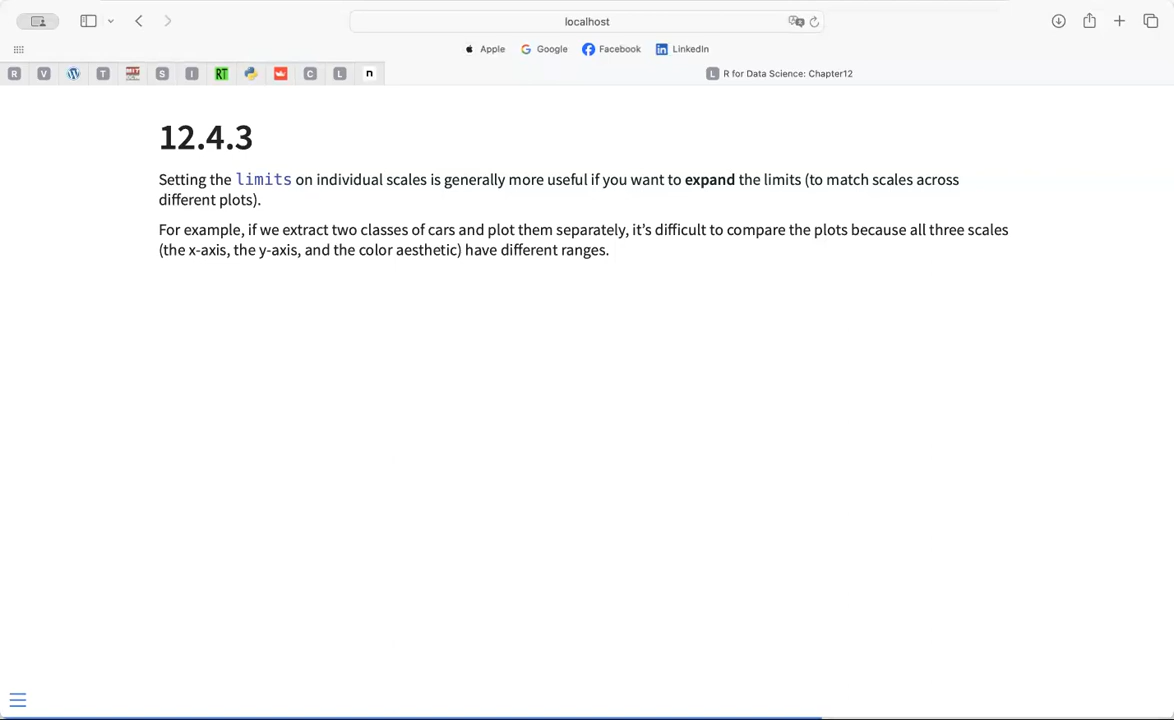 localhost
Apple
Google
Facebook
LinkedIn
R
V
T
S
I
RT
C
L
n
L
R for Data Science: Chapter12
12.4.3
Setting the limits on individual scales is generally more useful if you want to expand the limits (to match scales across
different plots).
For example, if we extract two classes of cars and plot them separately, it’s difficult to compare the plots because all three scales
(the x-axis, the y-axis, and the color aesthetic) have different ranges.